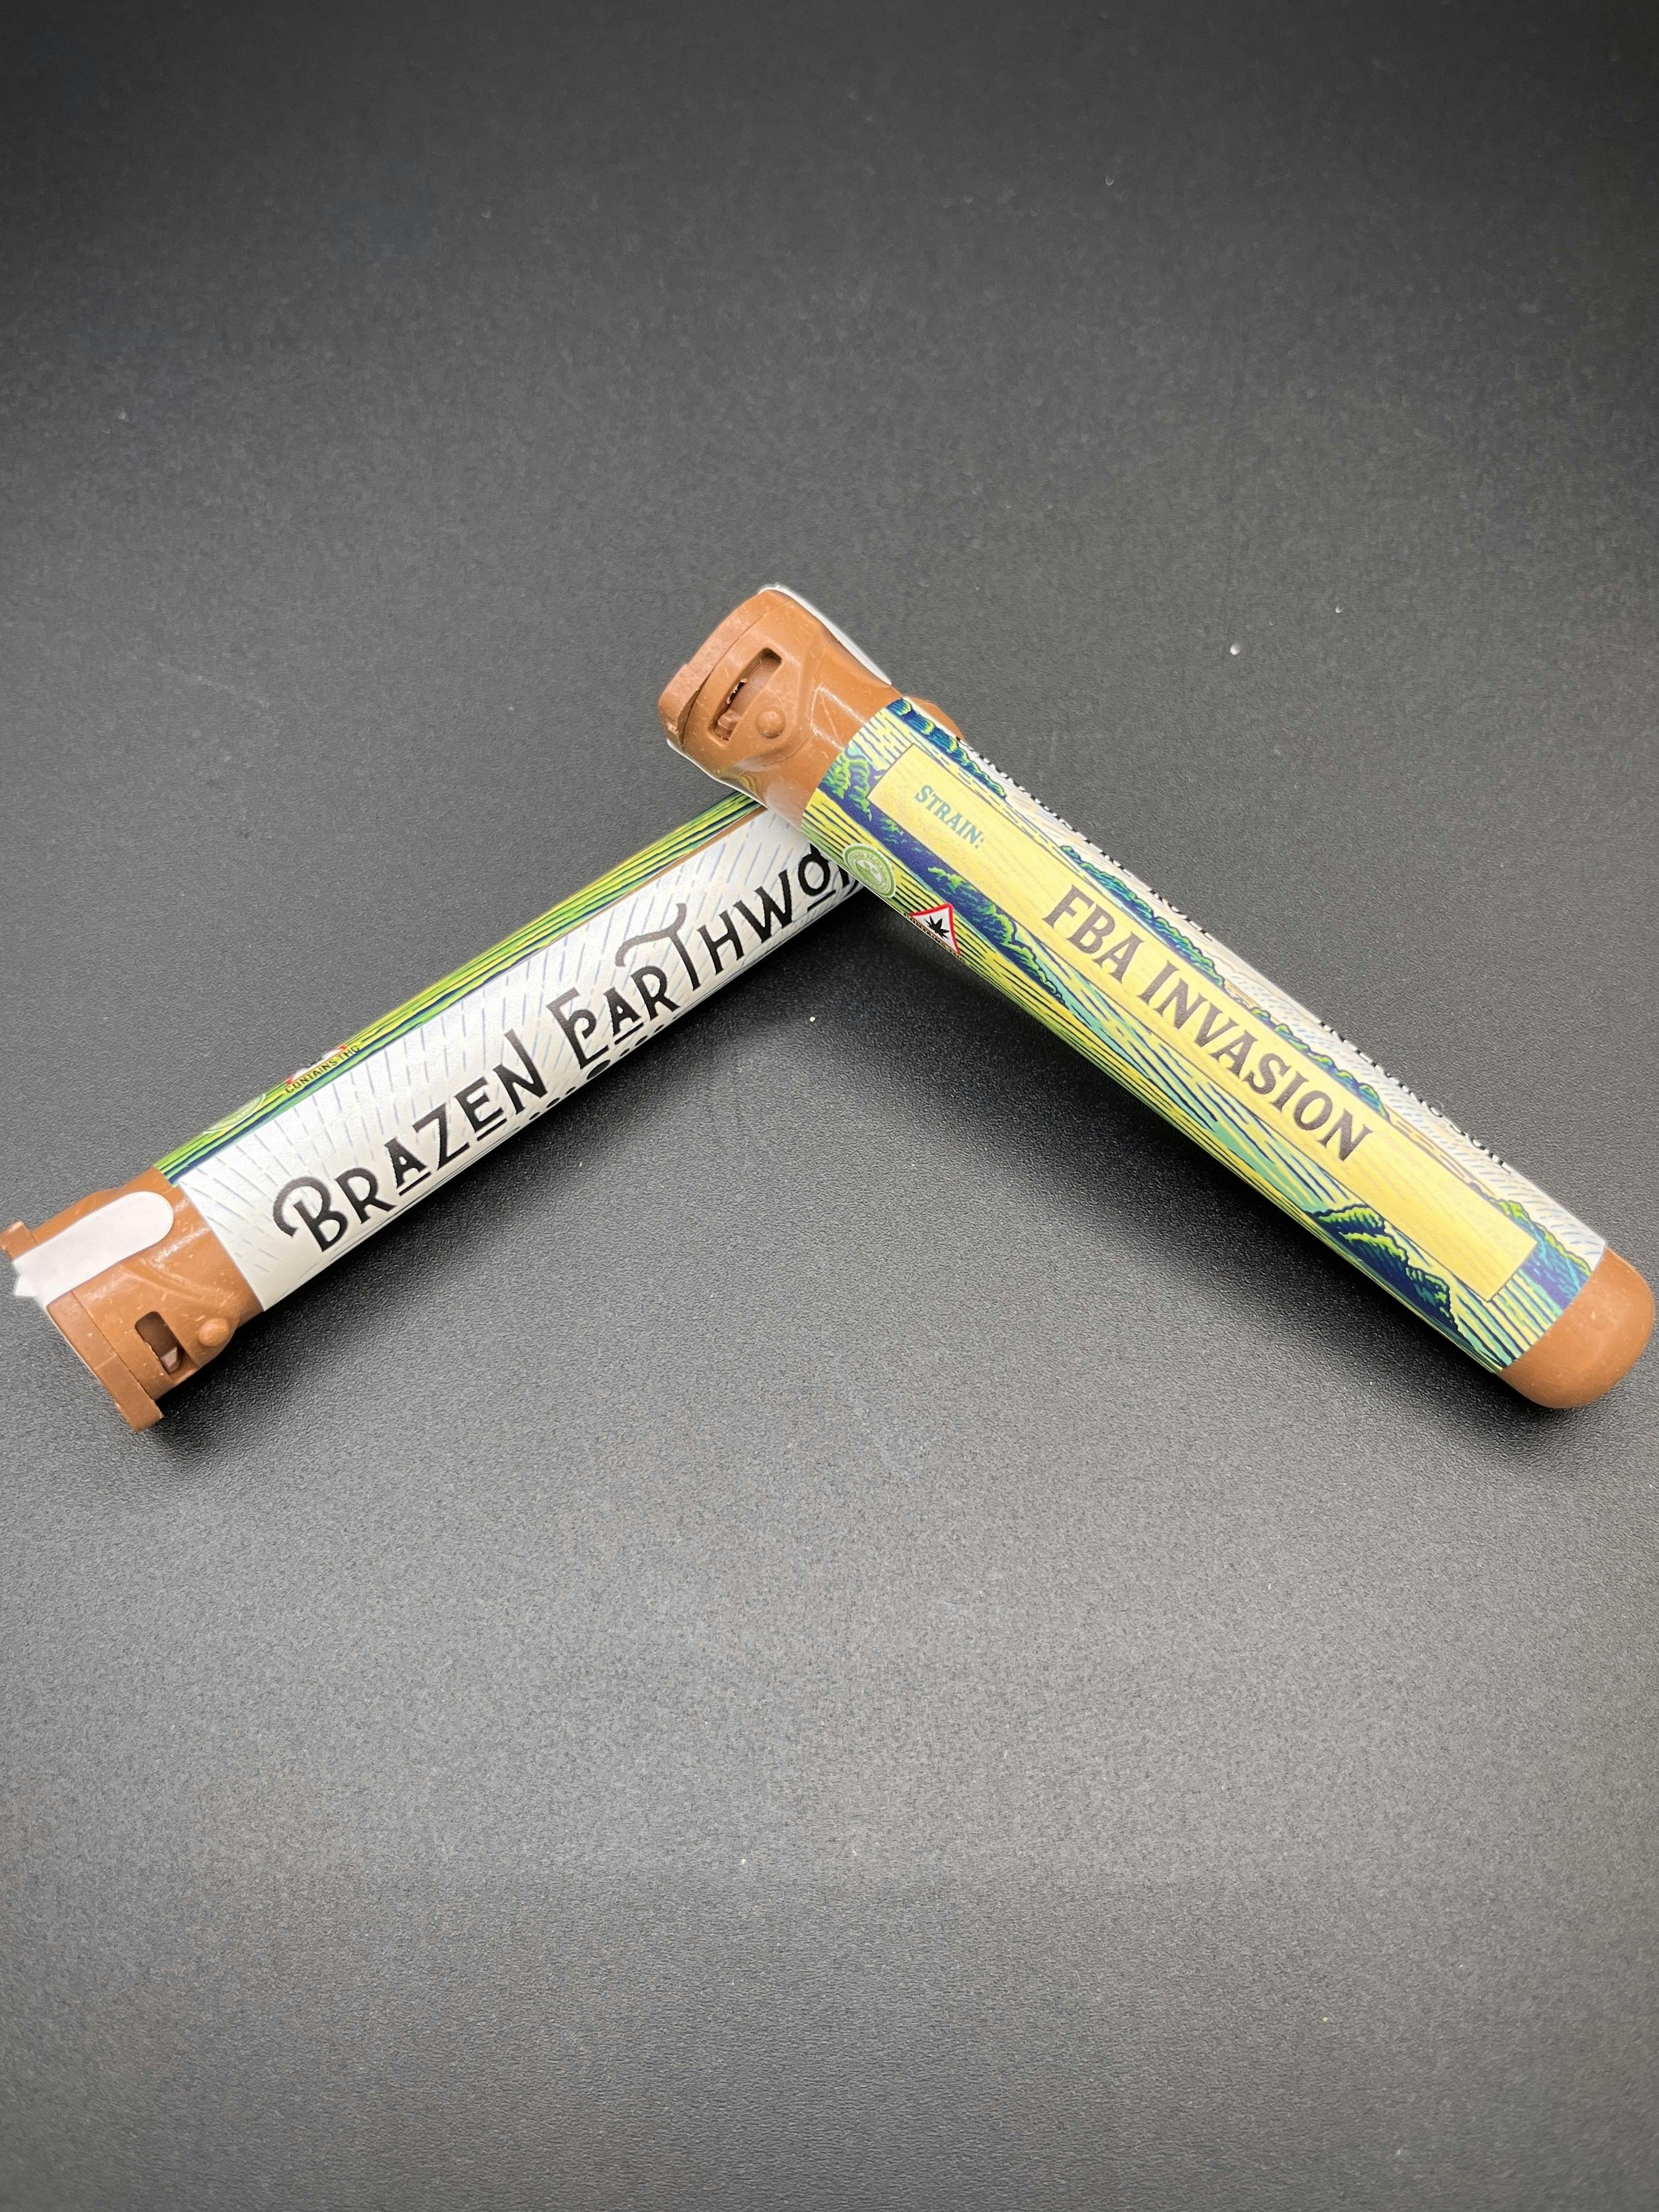 BRAZEN EARTHWO
CONTAINS THC
STRAIN:
FBA INVASION